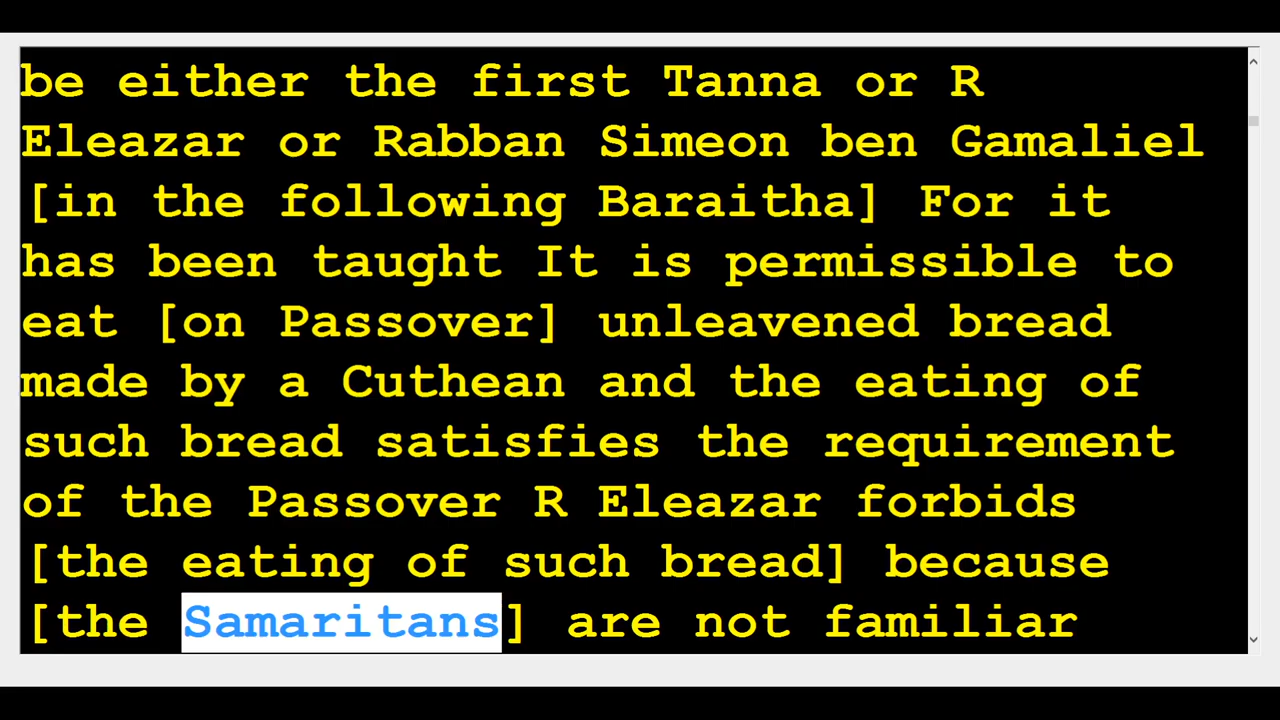 be either the first Tanna or R
Eleazar or Rabban Simeon ben Gamaliel
[in the following Baraitha] For it
has been taught It is permissible to
eat [on Passover] unleavened bread
made by a Cuthean and the eating of
such bread satisfies the requirement
of the Passover R Eleazar forbids
[the eating of such bread] because
[the Samaritans] are not familiar